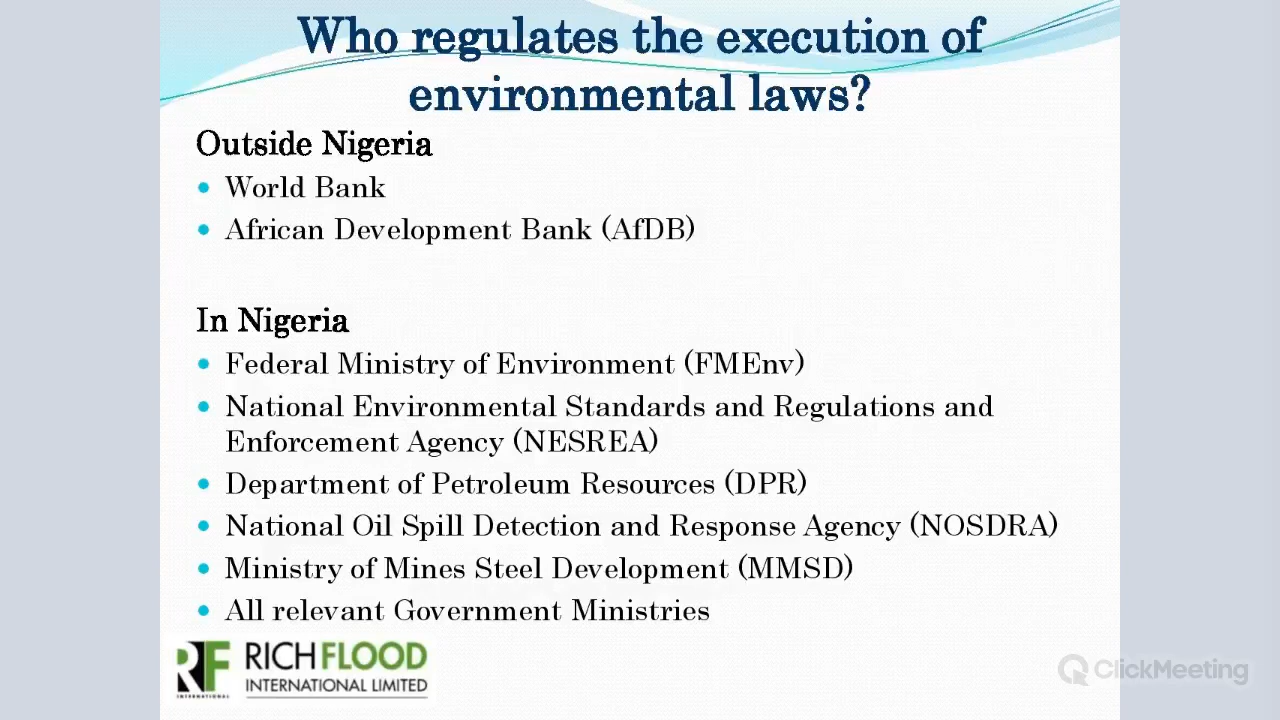 Who regulates the execution of
environmental laws?
Outside Nigeria
• World Bank
• African Development Bank (AfDB)
In Nigeria
• Federal Ministry of Environment (FMEnv)
• National Environmental Standards and Regulations and
Enforcement Agency (NESREA)
• Department of Petroleum Resources (DPR)
• National Oil Spill Detection and Response Agency (NOSDRA)
• Ministry of Mines Steel Development (MMSD)
• All relevant Government Ministries
RF
INTERNATIONAL
RICHFLOOD
INTERNATIONAL LIMITED
ClickMeeting